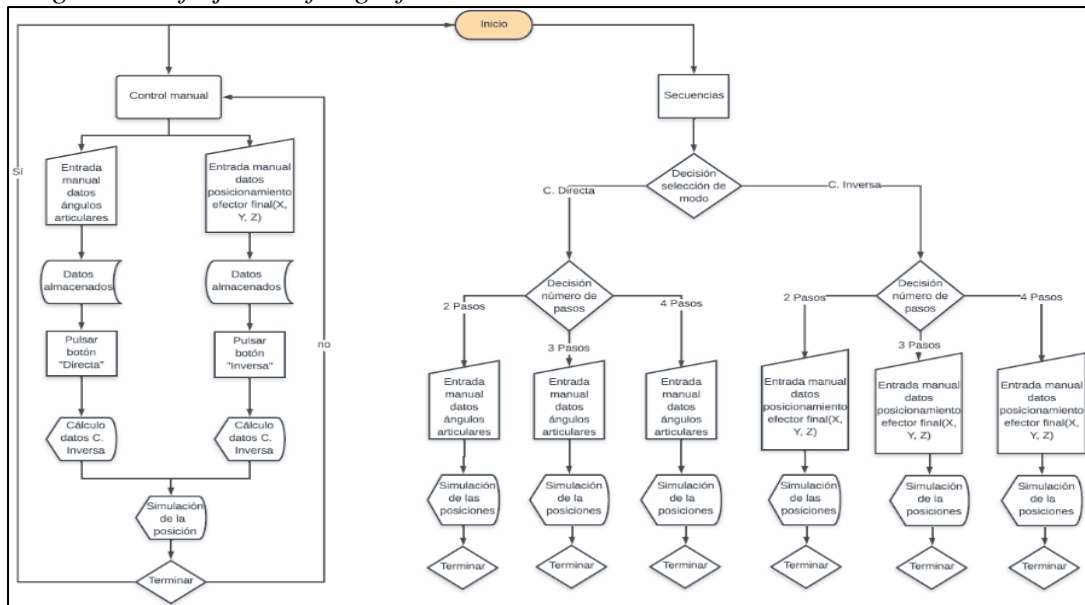 Inicio
Control manual
Secuencias
Sí
no
Entrada
manual
datos
ángulos
articulares
Entrada manual
datos
posicionamiento
efector final(X,
Y, Z)
Datos
almacenados
Datos
almacenados
Pulsar
botón
"Directa"
Pulsar
botón
"Inversa"
Cálculo
datos C.
Inversa
Cálculo
datos C.
Inversa
Simulación
de la
posición
Terminar
Decisión
selección de
modo
C. Directa
C. Inversa
Decisión
número de
pasos
2 Pasos
3 Pasos
4 Pasos
Entrada
manual
datos
ángulos
articulares
Entrada
manual
datos
ángulos
articulares
Entrada
manual
datos
ángulos
articulares
Simulación
de las
posiciones
Simulación
de la
posiciones
Simulación
de la
posiciones
Terminar
Terminar
Terminar
Decisión
número de
pasos
2 Pasos
3 Pasos
4 Pasos
Entrada manual
datos
posicionamiento
efector final(X,
Y, Z)
Entrada manual
datos
posicionamiento
efector final(X,
Y, Z)
Entrada manual
datos
posicionamiento
efector final(X,
Y, Z)
Simulación
de las
posiciones
Simulación
de la
posiciones
Simulación
de la
posiciones
Terminar
Terminar
Terminar